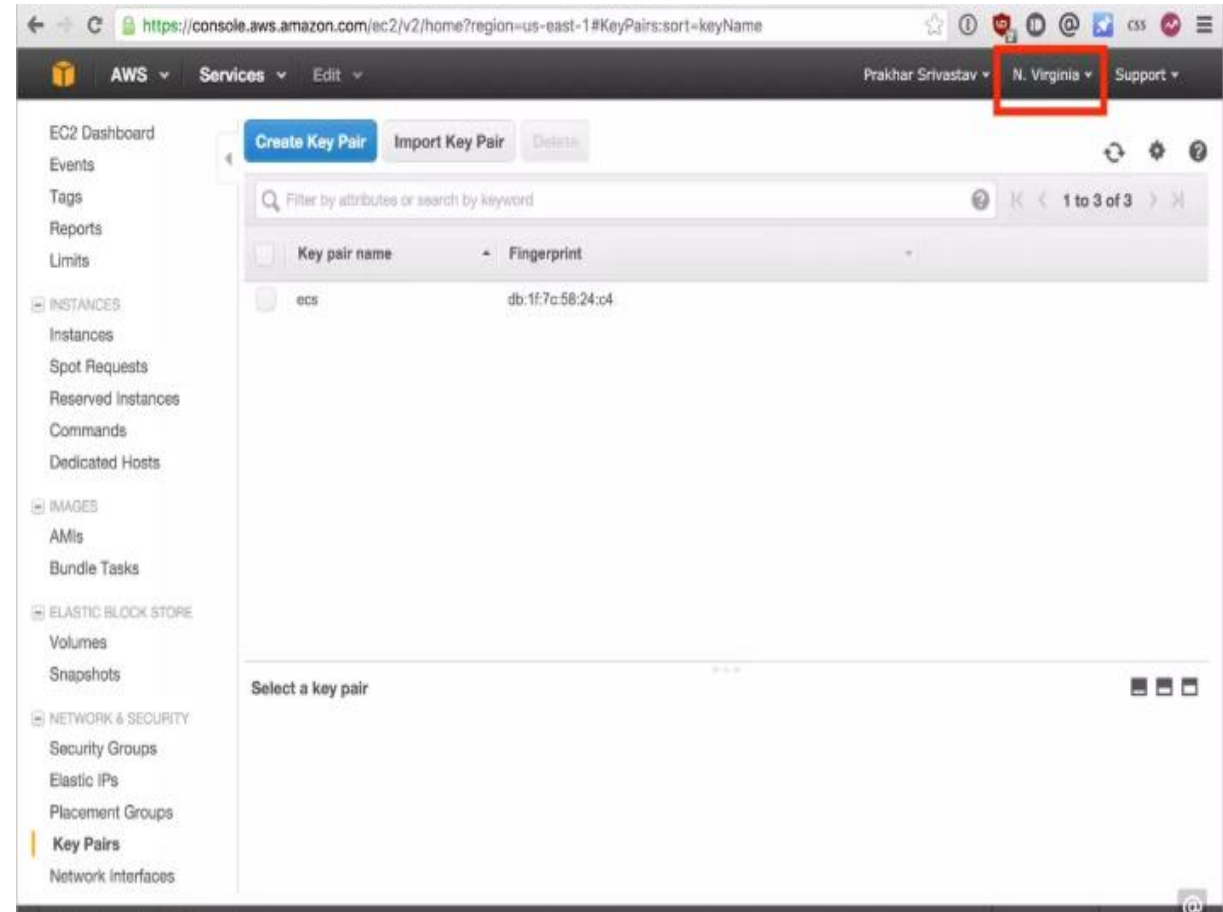 https://console.aws.amazon.com/ec2/v2/home?region=us-east-1#KeyPairs:sort=keyName
css
AWS Services Edit Prakhar Srivastav N. Virginia Support
EC2 Dashboard
Events
Tags
Reports
Limits
INSTANCES
Instances
Spot Requests
Reserved Instances
Commands
Dedicated Hosts
IMAGES
AMIs
Bundle Tasks
ELASTIC BLOCK STORE
Volumes
Snapshots
NETWORK & SECURITY
Security Groups
Elastic IPs
Placement Groups
Key Pairs
Network Interfaces
Create Key Pair Import Key Pair Delete
Filter by attributes or search by keyword 1 to 3 of 3
Key pair name Fingerprint
ecs db:1f:7c:58:24:c4
Select a key pair